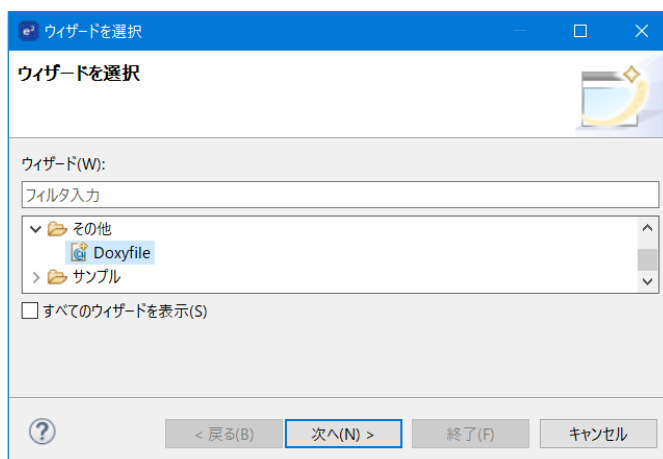 e² ウィザードを選択
ウィザードを選択
ウィザード(W):
フィルタ入力
その他
Doxyfile
サンプル
すべてのウィザードを表示(S)
< 戻る(B) 次へ(N) > 終了(F) キャンセル